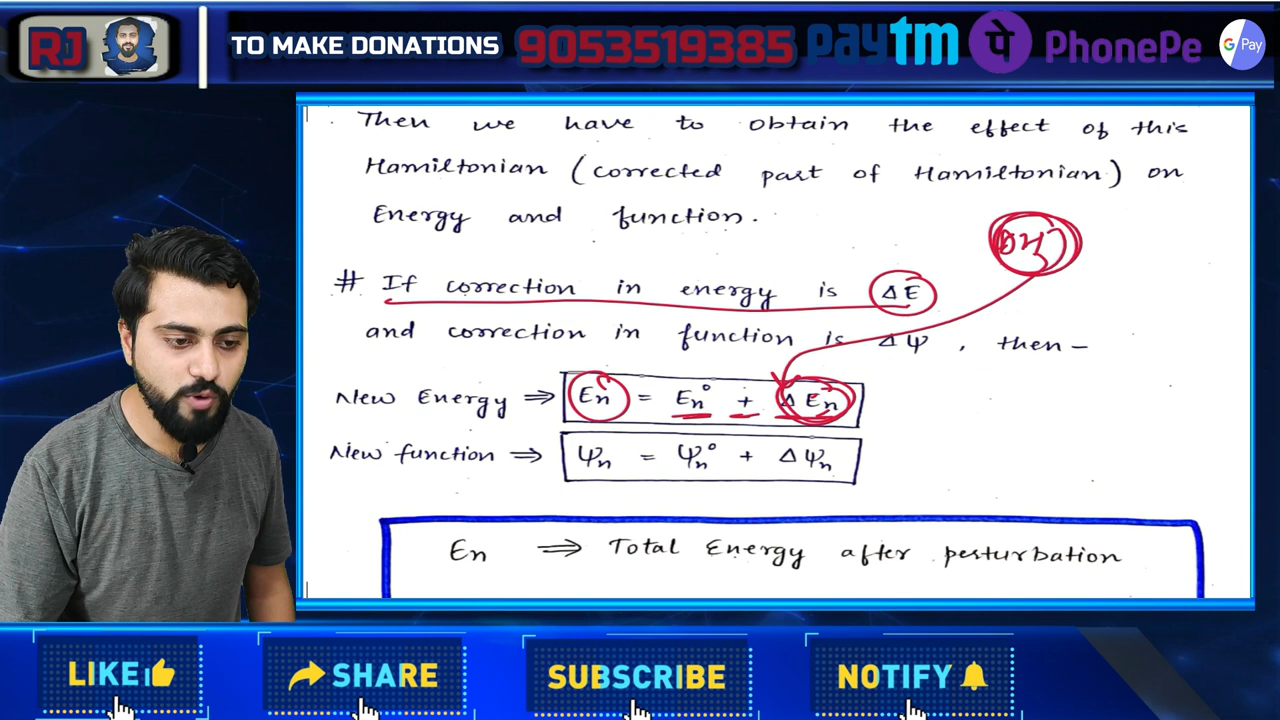 RJ TO MAKE DONATIONS 9053519385 paytm पे PhonePe G Pay
Then we have to obtain the effect of this
Hamiltonian (corrected part of Hamiltonian) on
Energy and function.
# If correction in energy is ΔE
and correction in function is Δψ, then –
New Energy ⇒ En = En° + ΔEn
New function ⇒ ψn = ψn° + Δψn
En ⇒ Total Energy after perturbation
LIKE SHARE SUBSCRIBE NOTIFY